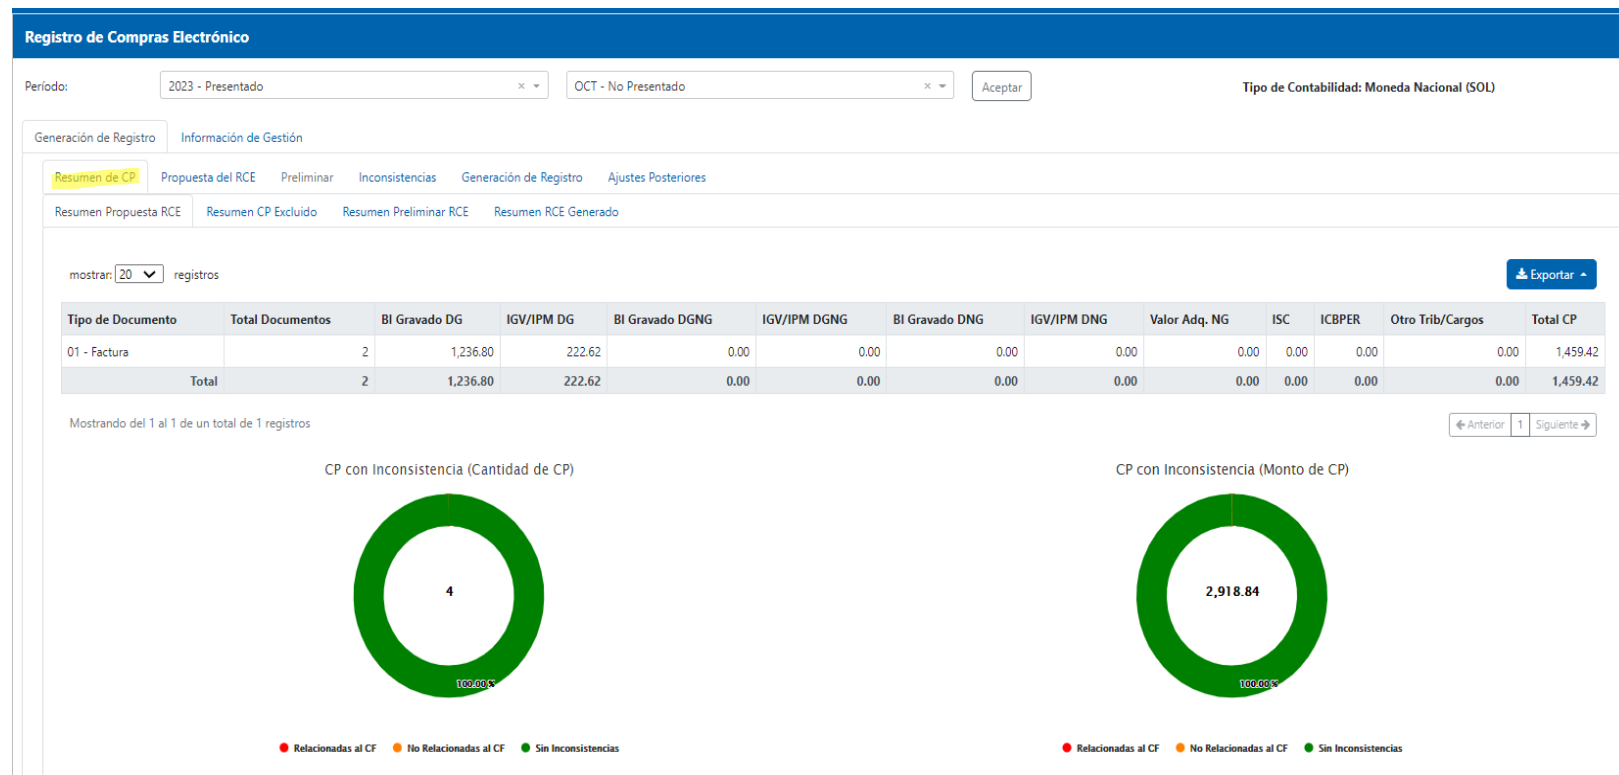 Registro de Compras Electrónico
Período: 2023 - Presentado × OCT - No Presentado × Aceptar Tipo de Contabilidad: Moneda Nacional (SOL)
Generación de Registro Información de Gestión
Resumen de CP Propuesta del RCE Preliminar Inconsistencias Generación de Registro Ajustes Posteriores
Resumen Propuesta RCE Resumen CP Excluido Resumen Preliminar RCE Resumen RCE Generado
mostrar: 20 registros Exportar
Tipo de Documento Total Documentos BI Gravado DG IGV/IPM DG BI Gravado DGNG IGV/IPM DGNG BI Gravado DNG IGV/IPM DNG Valor Adq. NG ISC ICBPER Otro Trib/Cargos Total CP
01 - Factura 2 1,236.80 222.62 0.00 0.00 0.00 0.00 0.00 0.00 0.00 0.00 1,459.42
Total 2 1,236.80 222.62 0.00 0.00 0.00 0.00 0.00 0.00 0.00 0.00 1,459.42
Mostrando del 1 al 1 de un total de 1 registros Anterior 1 Siguiente
CP con Inconsistencia (Cantidad de CP) CP con Inconsistencia (Monto de CP)
4 2,918.84
100.00 % 100.00 %
Relacionadas al CF No Relacionadas al CF Sin Inconsistencias Relacionadas al CF No Relacionadas al CF Sin Inconsistencias